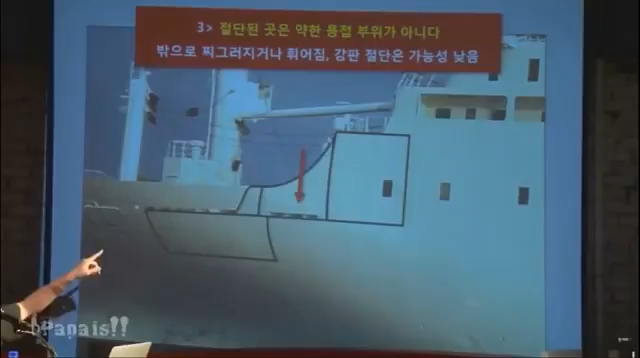 3> 절단된 곳은 약한 용접 부위가 아니다
밖으로 찌그러지거나 휘어짐, 강판 절단은 가능성 낮음
Papais!!